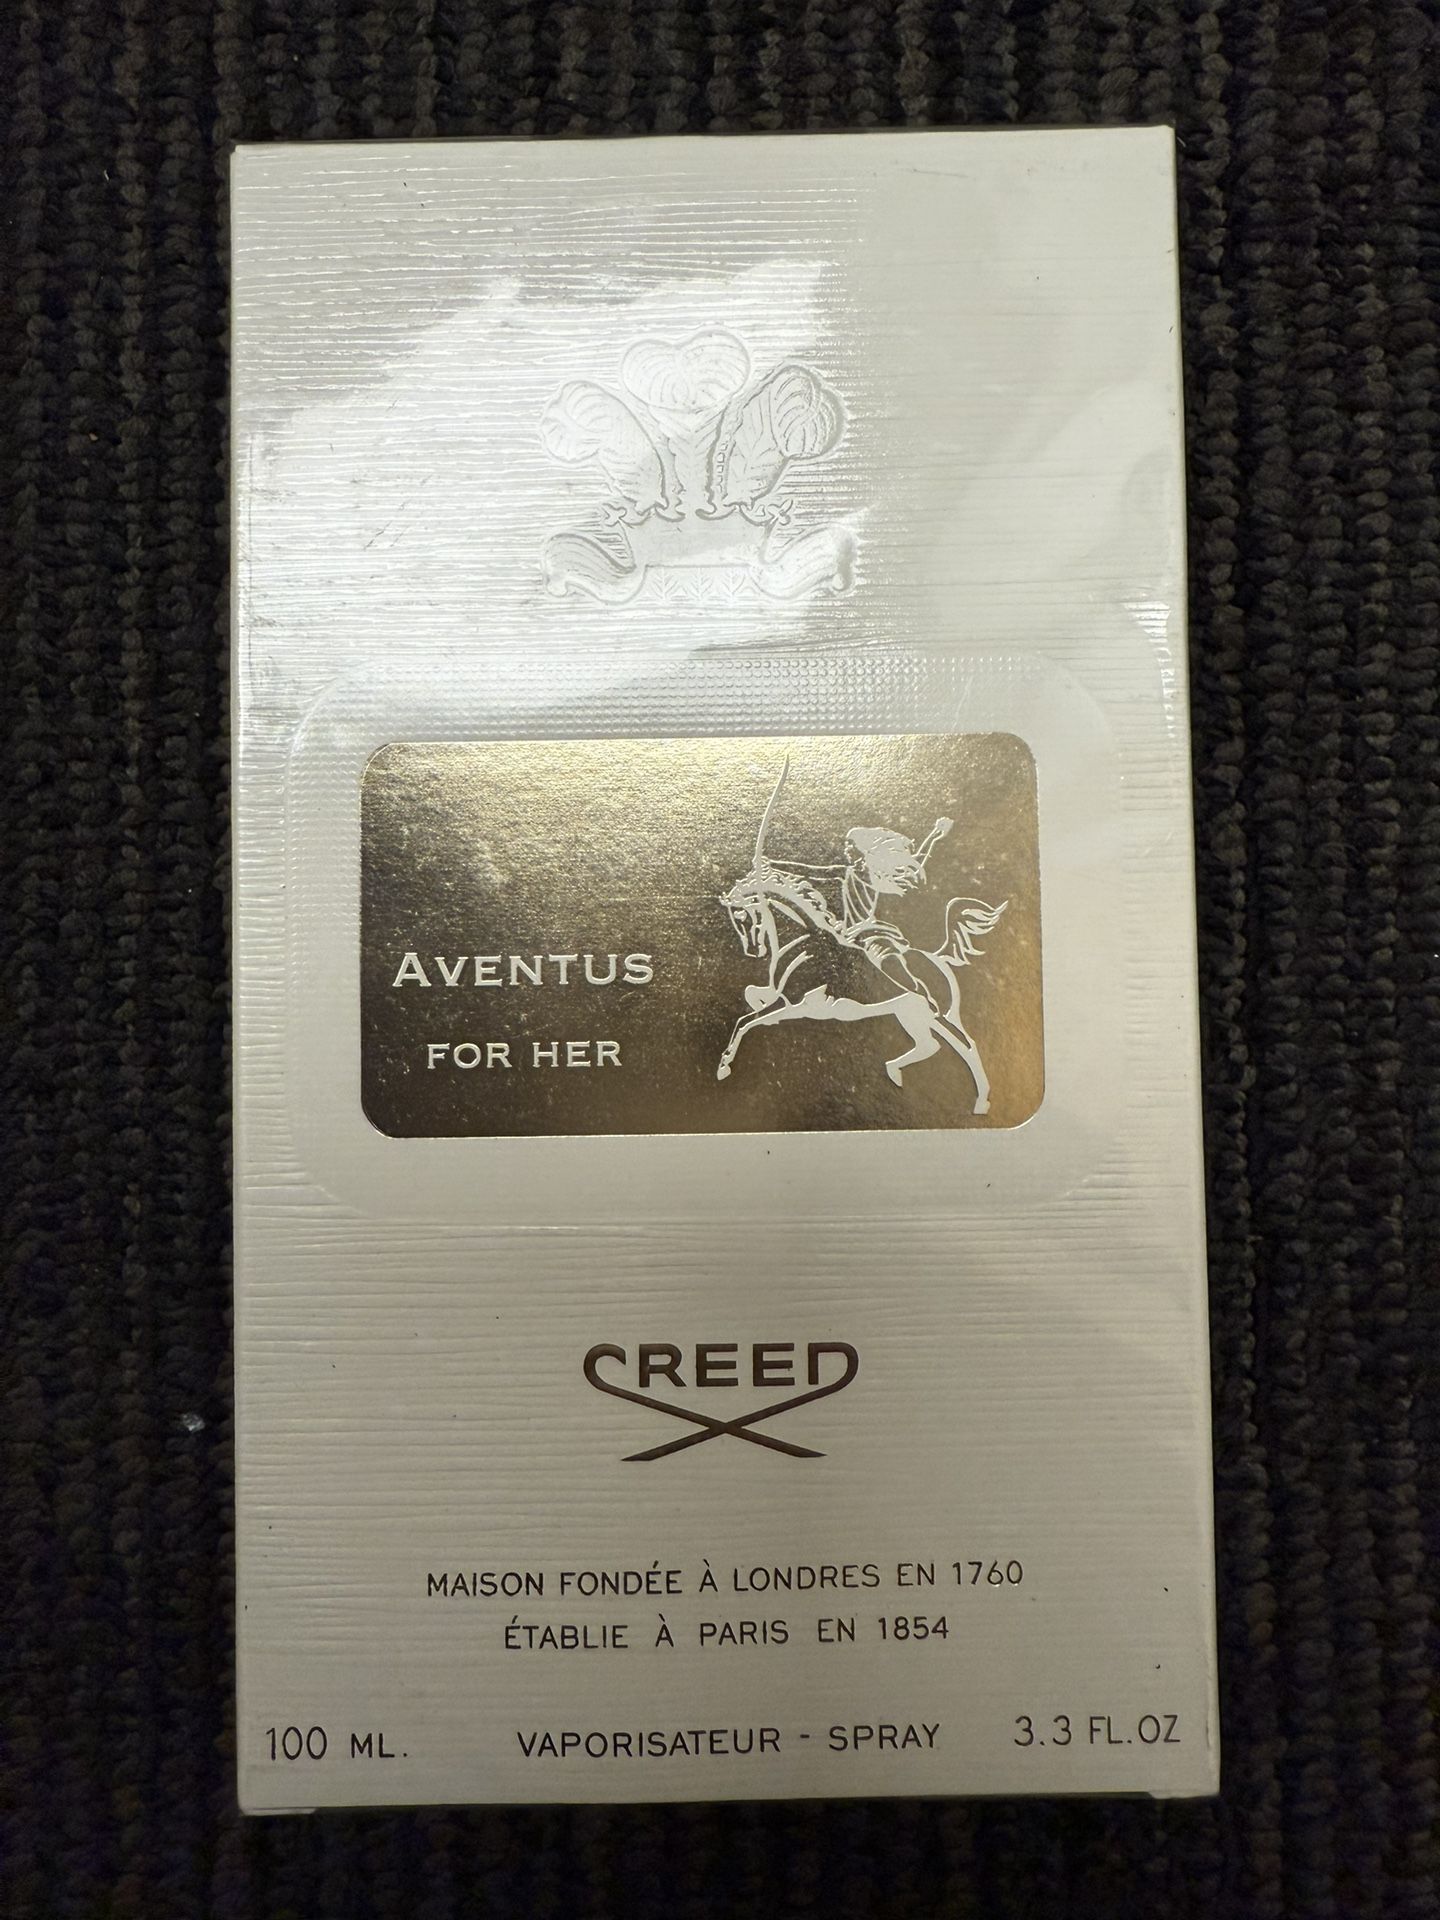 AVENTUS
FOR HER
CREED
MAISON FONDÉE À LONDRES EN 1760
ÉTABLIE À PARIS EN 1854
100 ML. VAPORISATEUR - SPRAY 3.3 FL.OZ